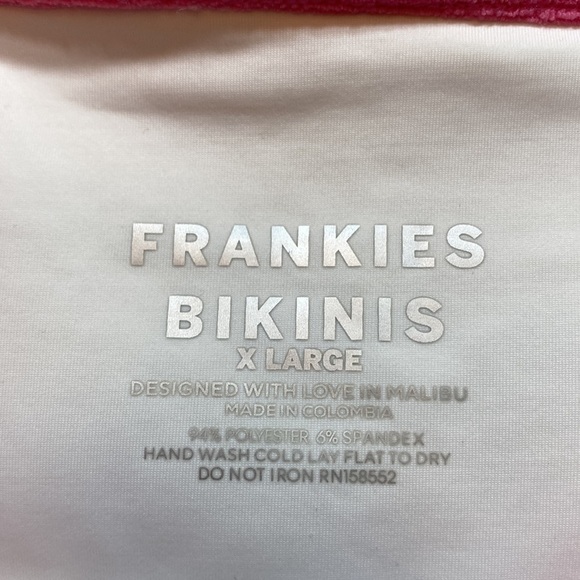 FRANKIES
BIKINIS
X LARGE
DESIGNED WITH LOVE IN MALIBU
MADE IN COLOMBIA
94% POLYESTER, 6% SPANDEX
HAND WASH COLD LAY FLAT TO DRY
DO NOT IRON RN158552